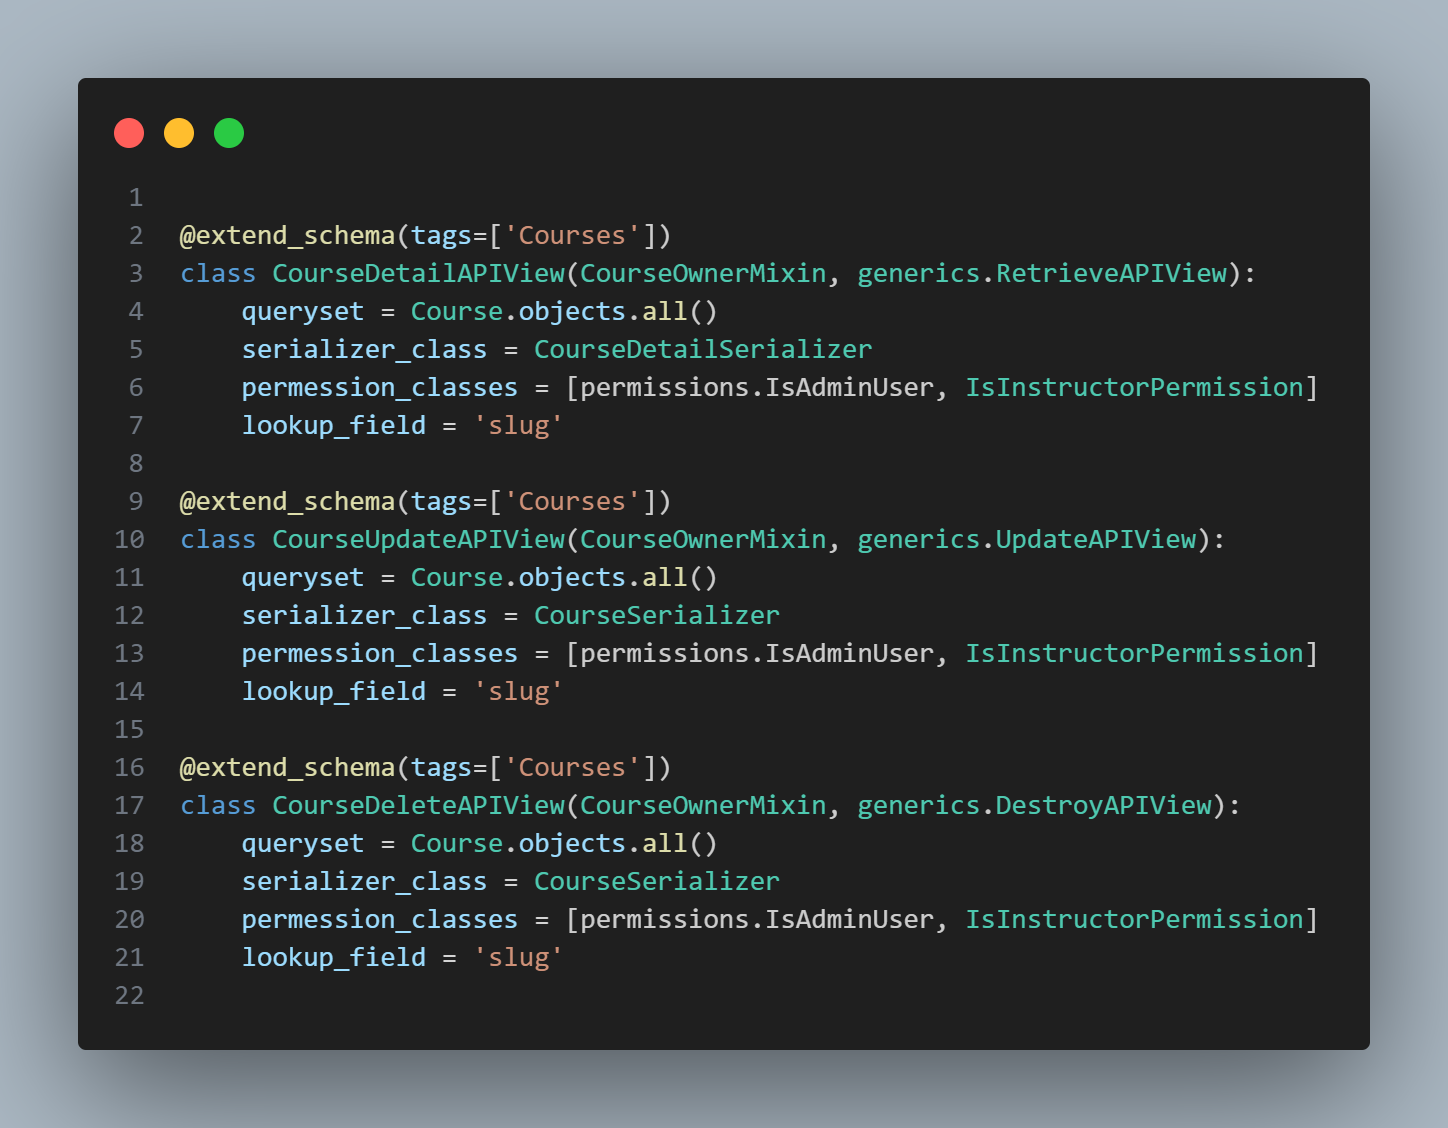 1
2 @extend_schema(tags=['Courses'])
3 class CourseDetailAPIView(CourseOwnerMixin, generics.RetrieveAPIView):
4     queryset = Course.objects.all()
5     serializer_class = CourseDetailSerializer
6     permession_classes = [permissions.IsAdminUser, IsInstructorPermission]
7     lookup_field = 'slug'
8
9 @extend_schema(tags=['Courses'])
10 class CourseUpdateAPIView(CourseOwnerMixin, generics.UpdateAPIView):
11     queryset = Course.objects.all()
12     serializer_class = CourseSerializer
13     permession_classes = [permissions.IsAdminUser, IsInstructorPermission]
14     lookup_field = 'slug'
15
16 @extend_schema(tags=['Courses'])
17 class CourseDeleteAPIView(CourseOwnerMixin, generics.DestroyAPIView):
18     queryset = Course.objects.all()
19     serializer_class = CourseSerializer
20     permession_classes = [permissions.IsAdminUser, IsInstructorPermission]
21     lookup_field = 'slug'
22